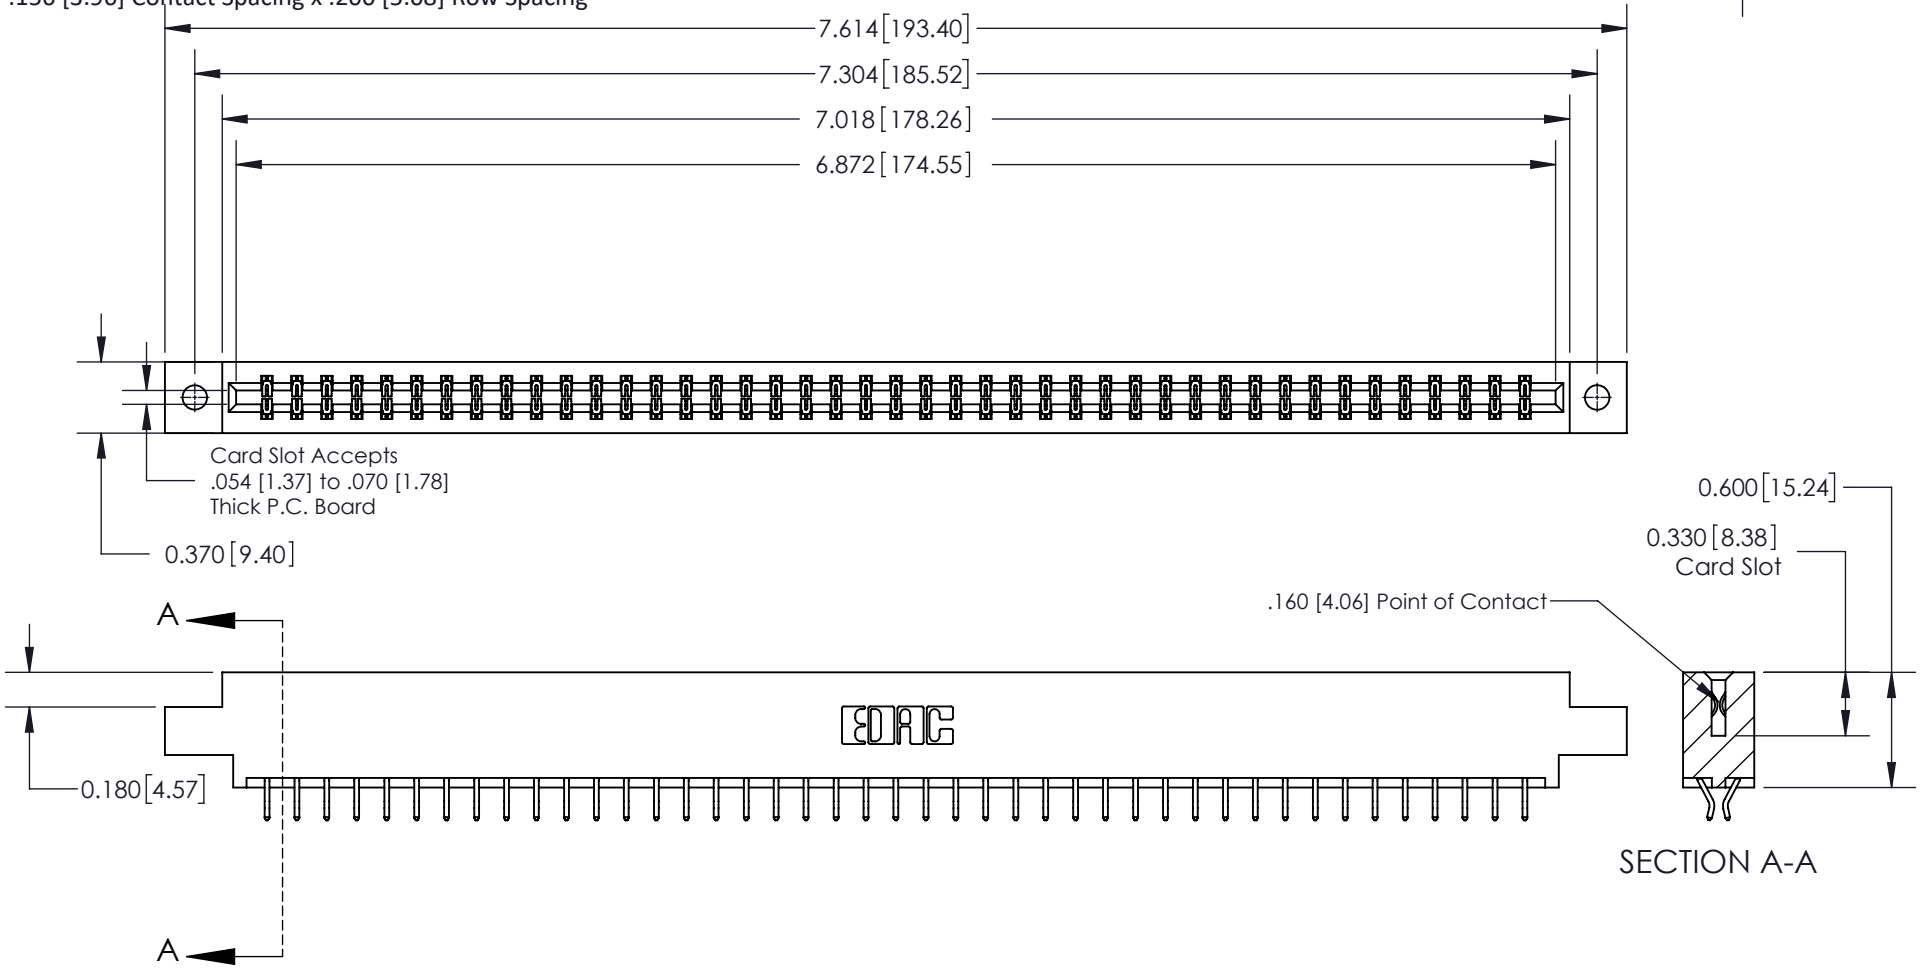 .156 [3.96] Contact Spacing x .200 [5.08] Row Spacing
7.614[193.40]
7.304[185.52]
7.018[178.26]
6.872[174.55]
Card Slot Accepts
.054 [1.37] to .070 [1.78]
Thick P.C. Board
0.370[9.40]
0.600[15.24]
0.330[8.38]
Card Slot
.160 [4.06] Point of Contact
A
EDAC
0.180[4.57]
SECTION A-A
A